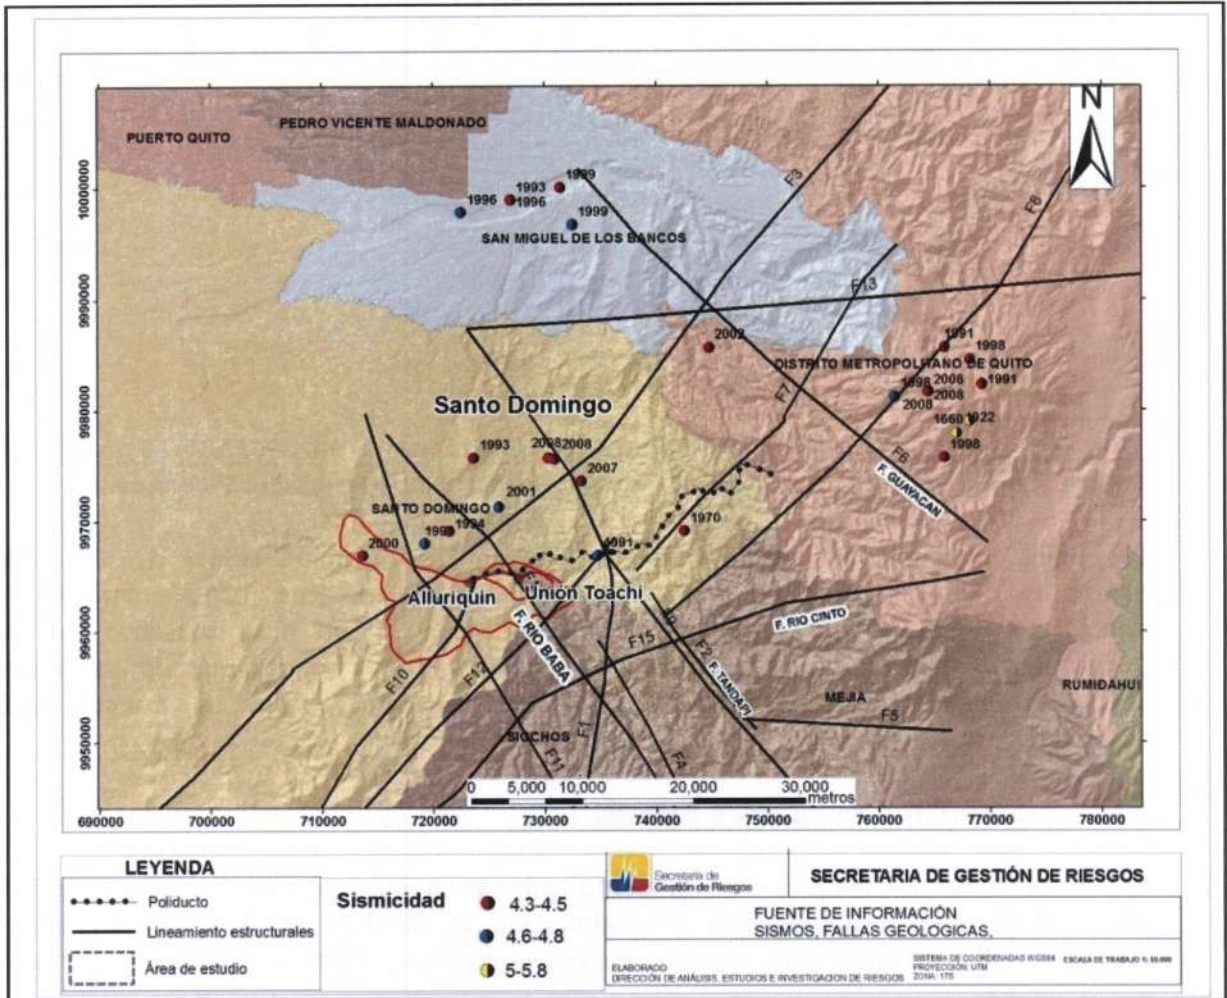 N
PEDRO VICENTE MALDONADO
PUERTO QUITO
10000000
9990000
9980000
9970000
9960000
9950000
1999
1993
1996
1996
1999
SAN MIGUEL DE LOS BANCOS
F3
F8
F13
2002
1991
1998
DISTRITO METROPOLITANO DE QUITO
1998
2008
1991
2008
2008
1660
1922
1998
F7
F6
F. GUAYACAN
Santo Domingo
1993
2008
2008
2007
2001
SANTO DOMINGO
1994
2000
1991
1970
Alluriquin
Unión Toachi
F. RIO BABA
F15
F. RIO CINTO
F2
F. TANDAPI
F10
F12
MEJIA
RUMIÑAHUI
F5
SIGCHOS
F11
F1
F4
0 5,000 10,000 20,000 30,000
metros
690000 700000 710000 720000 730000 740000 750000 760000 770000 780000
LEYENDA
Poliducto
Lineamiento estructurales
Área de estudio
Sismicidad
4.3-4.5
4.6-4.8
5-5.8
Secretaría de
Gestión de Riesgos
SECRETARIA DE GESTIÓN DE RIESGOS
FUENTE DE INFORMACIÓN
SISMOS, FALLAS GEOLOGICAS,
ELABORADO
DIRECCIÓN DE ANÁLISIS, ESTUDIOS E INVESTIGACION DE RIESGOS
SISTEMA DE COORDENADAS WGS84
PROYECCIÓN: UTM
ZONA: 17S
ESCALA DE TRABAJO 1: 50.000